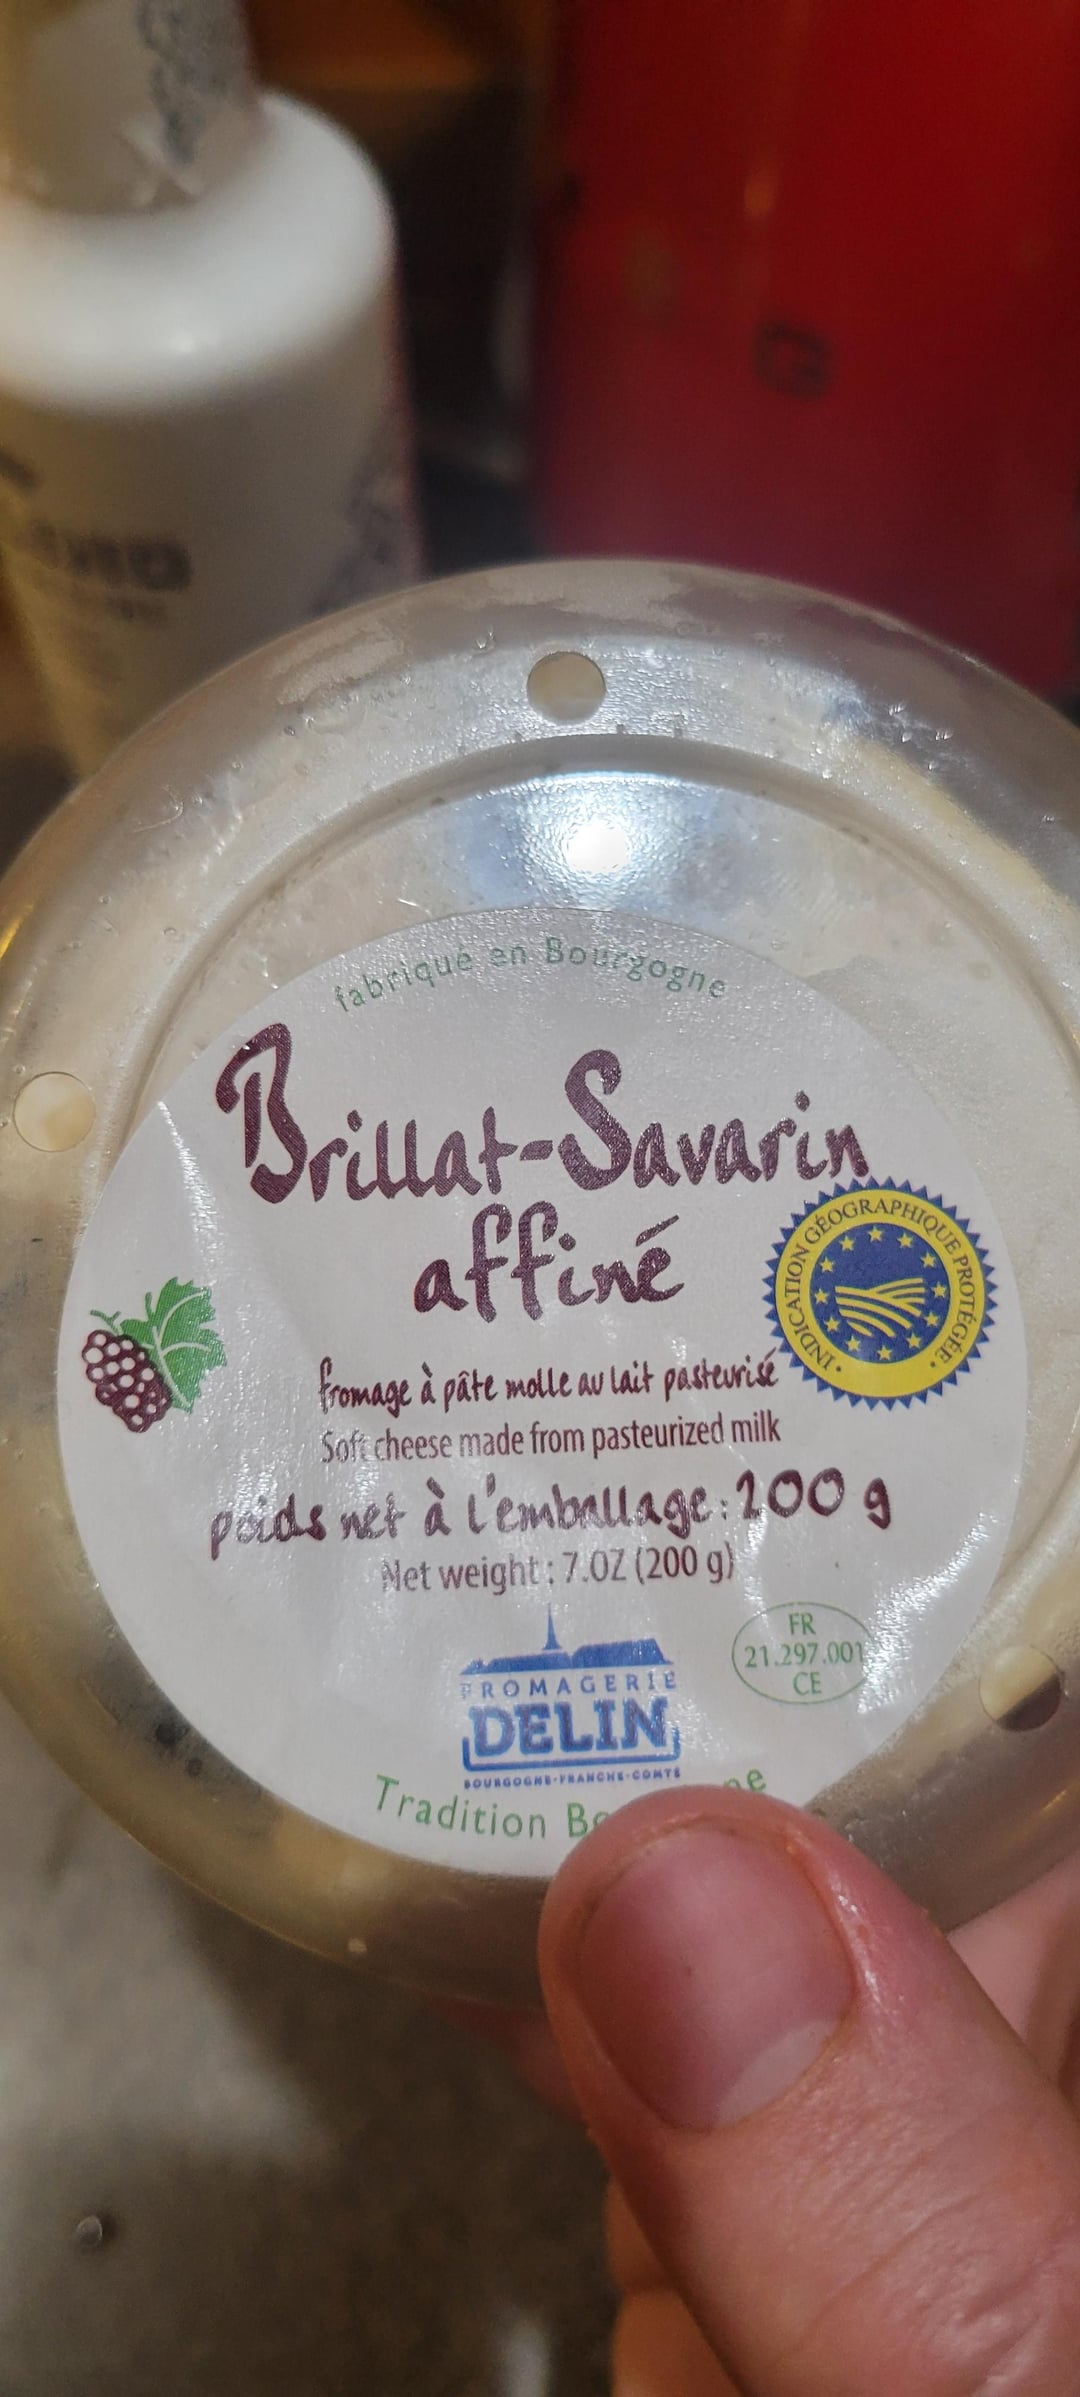 fabriqué en Bourgogne
Brillat-Savarin
affiné
INDICATION GÉOGRAPHIQUE PROTÉGÉE
fromage à pâte molle au lait pasteurisé
Soft cheese made from pasteurized milk
poids net à l'emballage: 200 g
Net weight : 7.OZ (200 g)
FR
21.297.001
CE
FROMAGERIE
DELIN
BOURGOGNE-FRANCHE-COMTÉ
Tradition
G